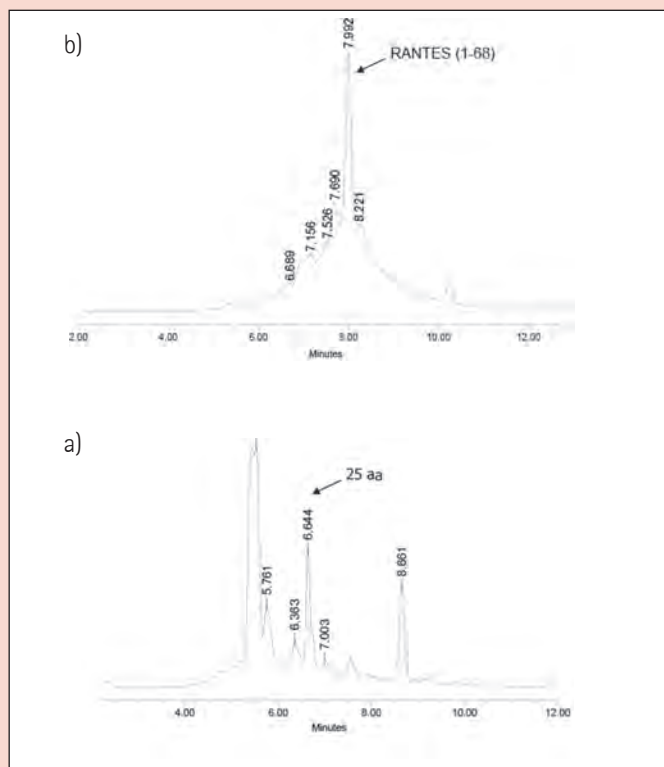 b)
7.992
RANTES (1-68)
7.690
8.221
7.526
7.156
6.689
2.00 4.00 6.00 8.00 10.00 12.00
Minutes
a)
25 aa
6.644
8.661
5.761
6.363
7.003
4.00 6.00 8.00 10.00 12.00
Minutes